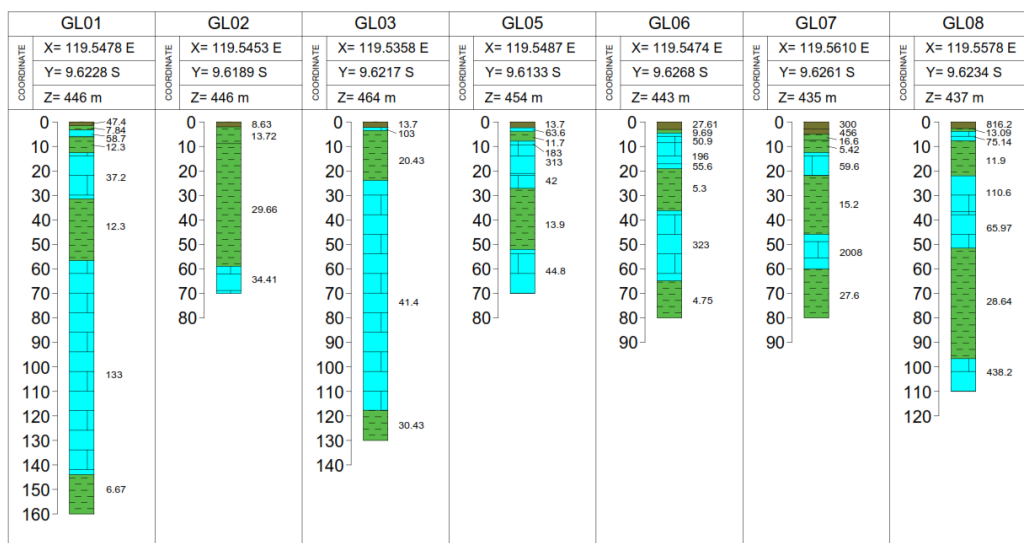 GL01 GL02 GL03 GL05 GL06 GL07 GL08
COORDINATE X= 119.5478 E COORDINATE X= 119.5453 E COORDINATE X= 119.5358 E COORDINATE X= 119.5487 E COORDINATE X= 119.5474 E COORDINATE X= 119.5610 E COORDINATE X= 119.5578 E
Y= 9.6228 S Y= 9.6189 S Y= 9.6217 S Y= 9.6133 S Y= 9.6268 S Y= 9.6261 S Y= 9.6234 S
Z= 446 m Z= 446 m Z= 464 m Z= 454 m Z= 443 m Z= 435 m Z= 437 m
0 47.4 0 8.63 0 13.7 0 13.7 0 27.61 0 300 0 816.2
7.84 13.72 103 63.6 9.69 456 13.09
58.7 11.7 50.9 16.6 75.14
10 12.3 10 10 10 183 10 196 10 5.42 10 11.9
313 55.6 59.6
20 37.2 20 20 20.43 20 42 20 5.3 20 20
30 30 29.66 30 30 30 30 15.2 30 110.6
40 12.3 40 40 40 13.9 40 40 40 65.97
50 50 50 50 50 323 50 2008 50
60 60 34.41 60 60 44.8 60 60 60
70 70 70 41.4 70 70 4.75 70 27.6 70 28.64
80 80 80 80 80 80 80
90 90 90 90 90
100 133 100 100 438.2
110 110 110
120 120 30.43 120
130 130
140 140
150 6.67
160